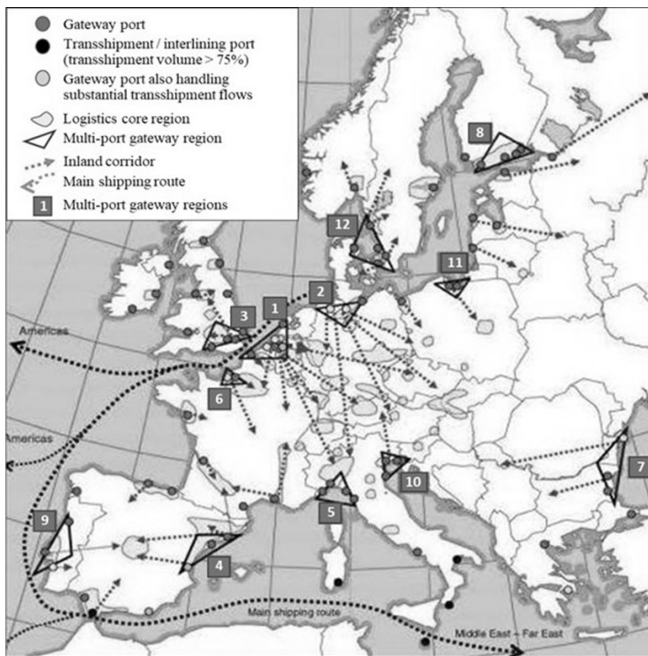 Gateway port
Transshipment / interlining port
(transshipment volume > 75%)
Gateway port also handling
substantial transshipment flows
Logistics core region
Multi-port gateway region
Inland corridor
Main shipping route
1 Multi-port gateway regions
8
12
11
2
1
3
Americas
6
Americas
7
10
5
9
4
Main shipping route
Middle East – Far East